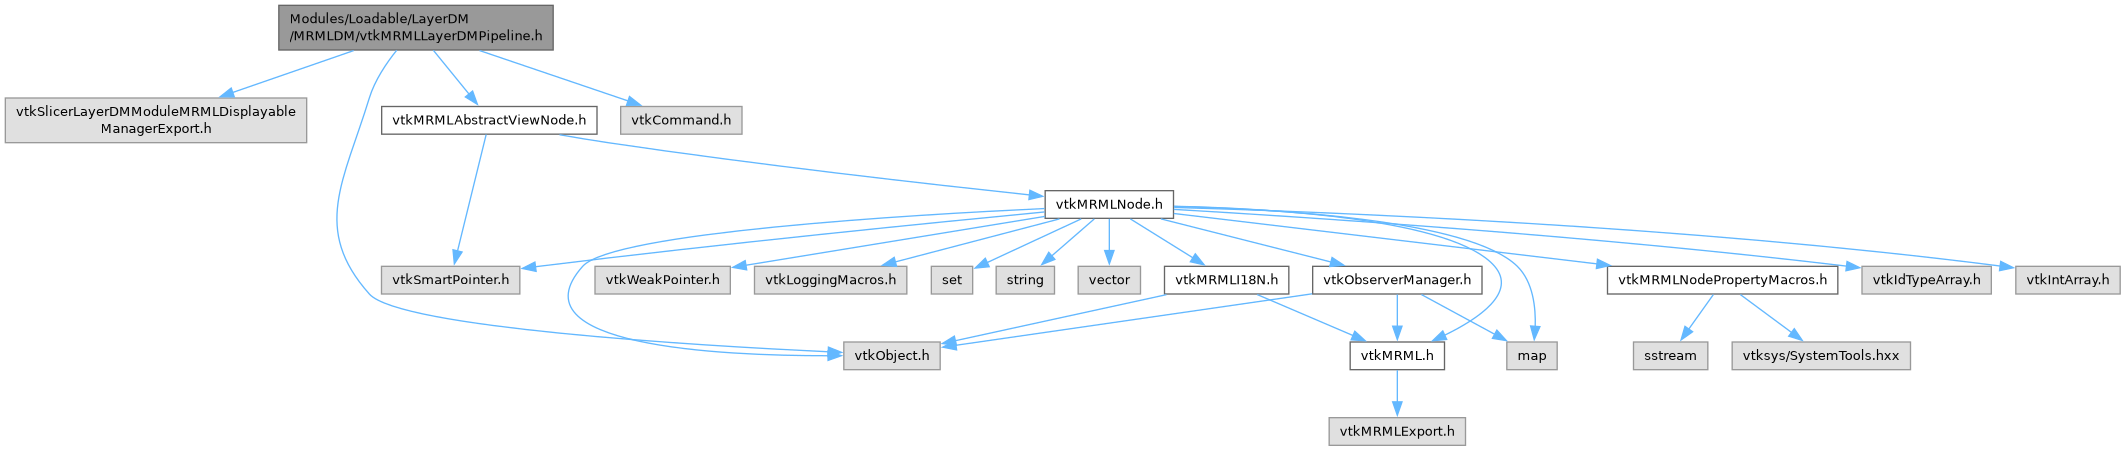 Modules/Loadable/LayerDM
/MRMLDM/vtkMRMLLayerDMPipeline.h
vtkSlicerLayerDMModuleMRMLDisplayable
ManagerExport.h
vtkMRMLAbstractViewNode.h
vtkCommand.h
vtkMRMLNode.h
vtkSmartPointer.h
vtkWeakPointer.h
vtkLoggingMacros.h
set
string
vector
vtkMRMLI18N.h
vtkObserverManager.h
vtkMRMLNodePropertyMacros.h
vtkIdTypeArray.h
vtkIntArray.h
vtkObject.h
vtkMRML.h
map
sstream
vtksys/SystemTools.hxx
vtkMRMLExport.h